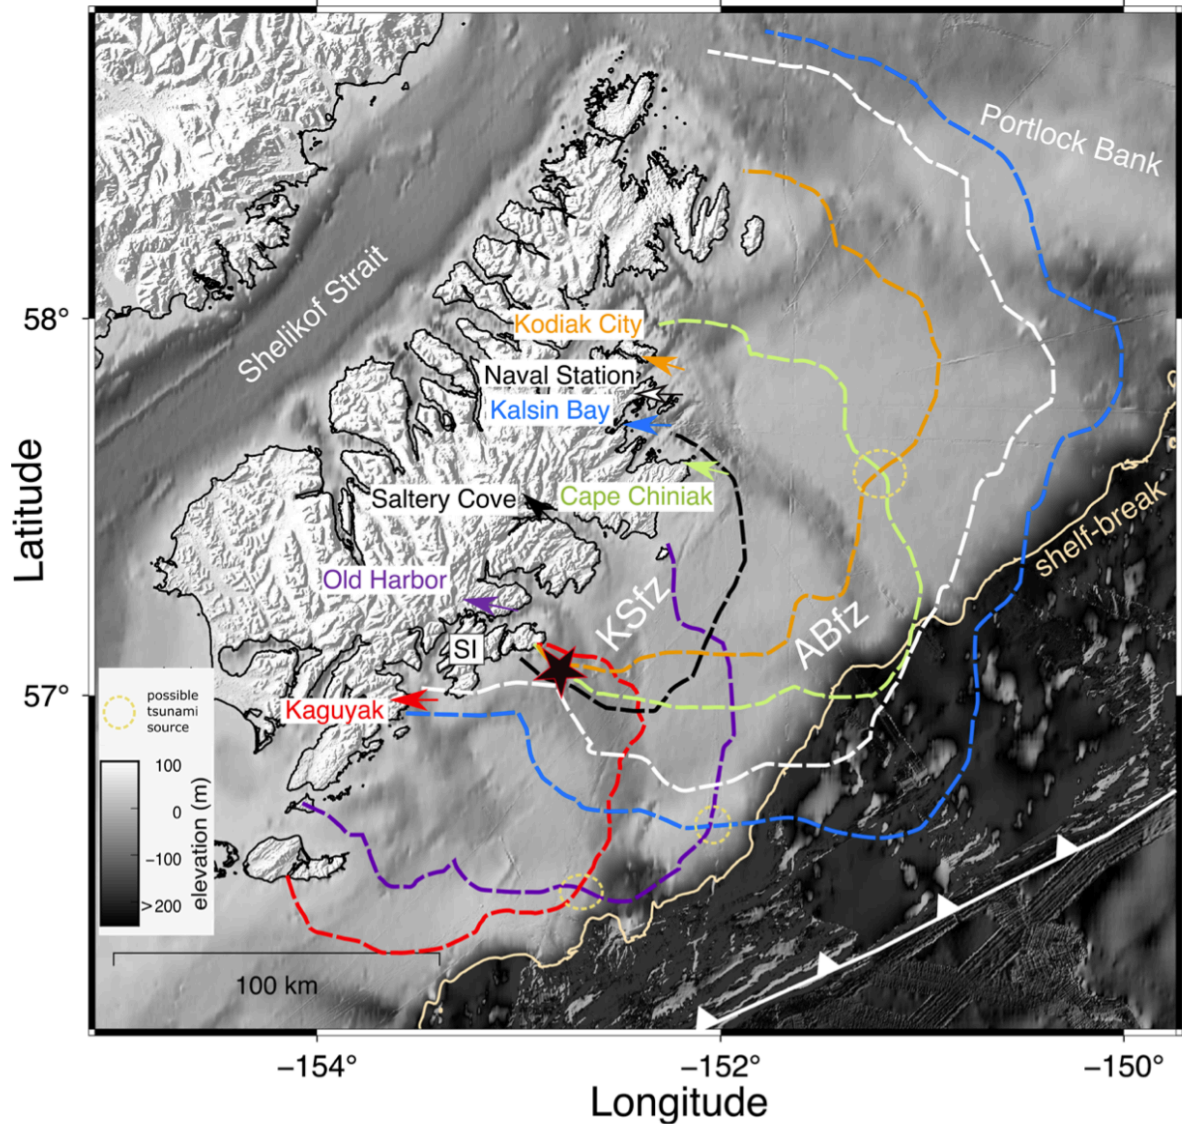 Portlock Bank
Shelikof Strait
58°
Kodiak City
Naval Station
Kalsin Bay
Saltery Cove
Cape Chiniak
shelf-break
Latitude
Old Harbor
KSfz
ABfz
SI
57°
Kaguyak
possible
tsunami
source
100
0
−100
>200
elevation (m)
100 km
−154°
−152°
−150°
Longitude